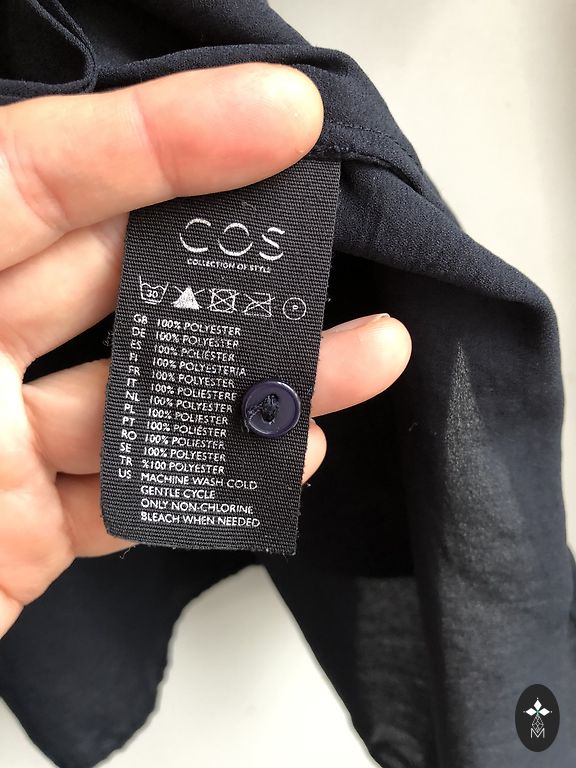 COS
COLLECTION OF STYLE
30 P
GB 100% POLYESTER
DE 100% POLYESTER
ES 100% POLIÉSTER
FI 100% POLYESTERIA
FR 100% POLYESTER
IT 100% POLIESTERE
NL 100% POLYESTER
PL 100% POLIESTER
PT 100% POLIÉSTER
RO 100% POLIESTER
SE 100% POLYESTER
TR %100 POLYESTER
US MACHINE WASH COLD
GENTLE CYCLE
ONLY NON-CHLORINE
BLEACH WHEN NEEDED
M